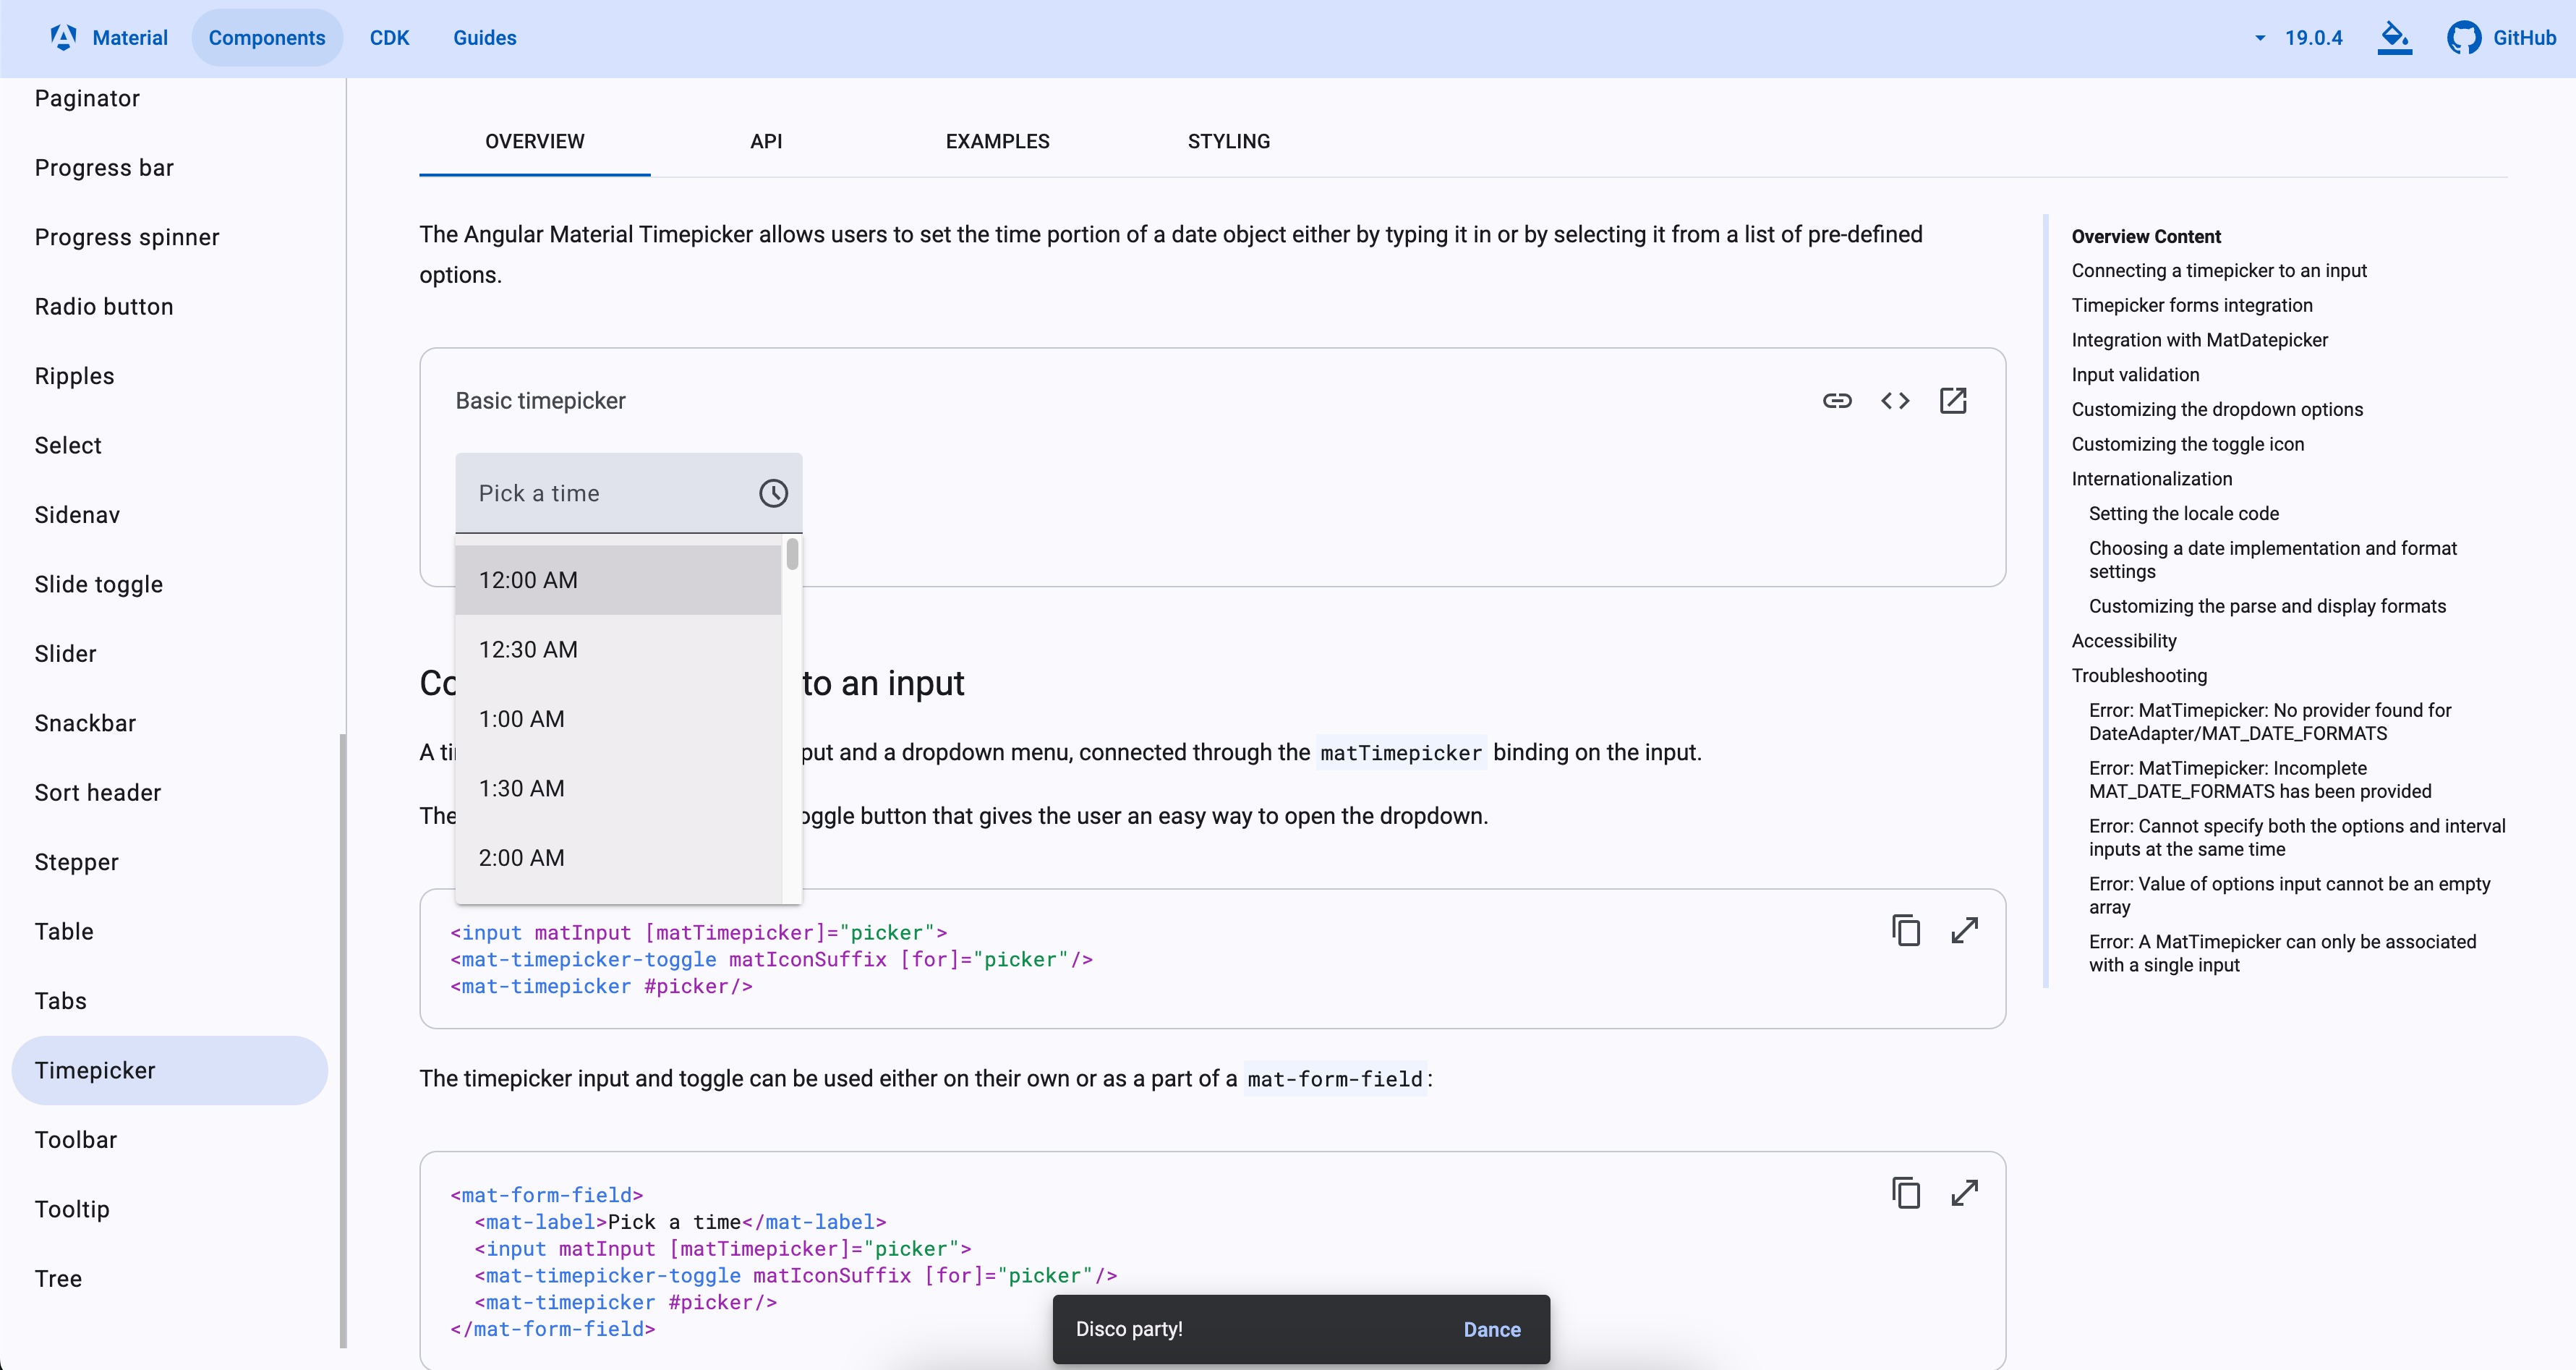 Material
Components
CDK
Guides
19.0.4
GitHub
Paginator
Progress bar
Progress spinner
Radio button
Ripples
Select
Sidenav
Slide toggle
Slider
Snackbar
Sort header
Stepper
Table
Tabs
Timepicker
Toolbar
Tooltip
Tree
OVERVIEW
API
EXAMPLES
STYLING
The Angular Material Timepicker allows users to set the time portion of a date object either by typing it in or by selecting it from a list of pre-defined
options.
Basic timepicker
Pick a time
12:00 AM
12:30 AM
1:00 AM
1:30 AM
2:00 AM
to an input
and a dropdown menu, connected through the matTimepicker binding on the input.
The
button that gives the user an easy way to open the dropdown.
<input matInput [matTimepicker]="picker">
<mat-timepicker-toggle matIconSuffix [for]="picker"/>
<mat-timepicker #picker/>
The timepicker input and toggle can be used either on their own or as a part of a mat-form-field:
<mat-form-field>
<mat-label>Pick a time</mat-label>
<input matInput [matTimepicker]="picker">
<mat-timepicker-toggle matIconSuffix [for]="picker"/>
<mat-timepicker #picker/>
</mat-form-field>
Disco party!
Dance
Overview Content
Connecting a timepicker to an input
Timepicker forms integration
Integration with MatDatepicker
Input validation
Customizing the dropdown options
Customizing the toggle icon
Internationalization
Setting the locale code
Choosing a date implementation and format
settings
Customizing the parse and display formats
Accessibility
Troubleshooting
Error: MatTimepicker: No provider found for
DateAdapter/MAT_DATE_FORMATS
Error: MatTimepicker: Incomplete
MAT_DATE_FORMATS has been provided
Error: Cannot specify both the options and interval
inputs at the same time
Error: Value of options input cannot be an empty
array
Error: A MatTimepicker can only be associated
with a single input